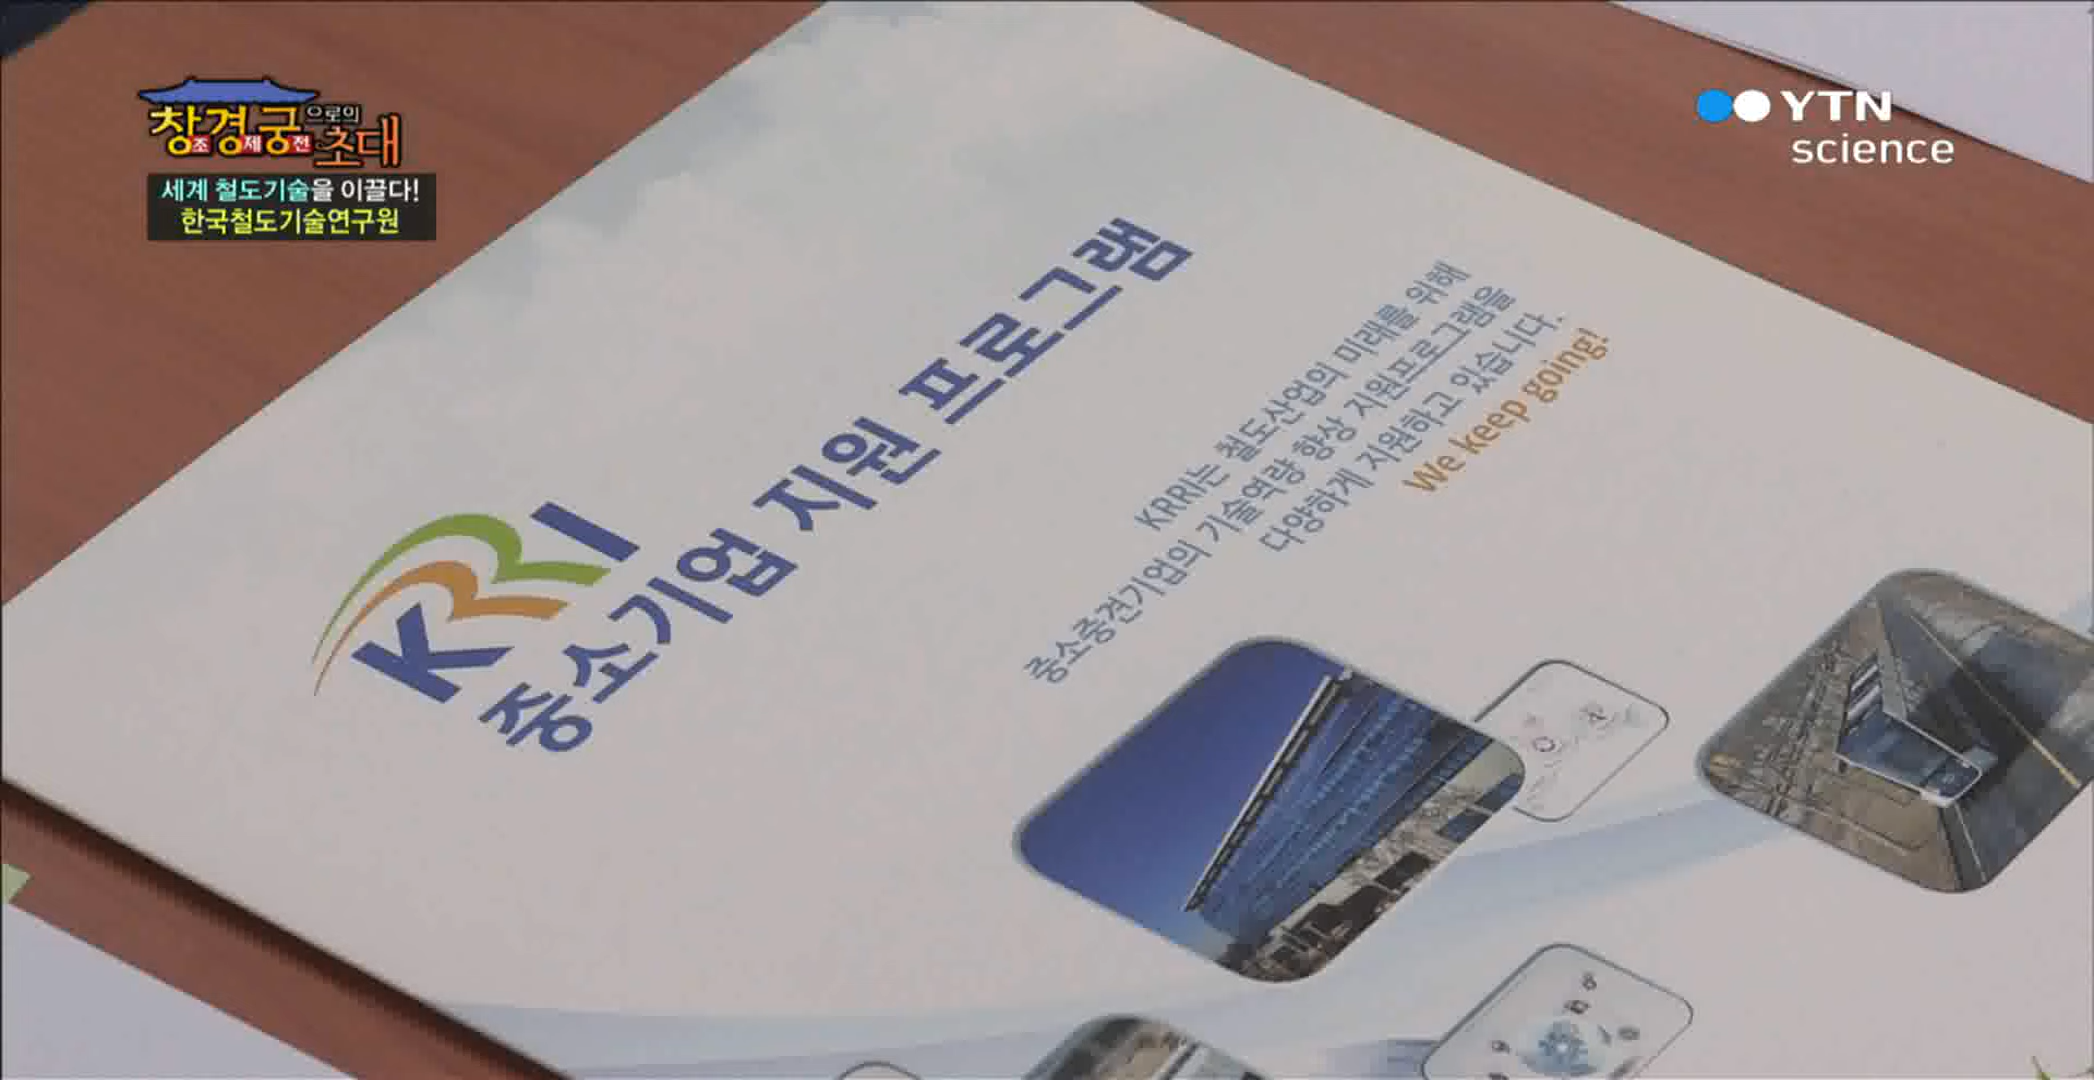 창경궁으로의
조 제 전 초대
세계 철도기술을 이끌다!
한국철도기술연구원
YTN
science
KRRI
중소기업 지원 프로그램
KRRI는 철도산업의 미래를 위해
중소중견기업의 기술역량 향상 지원프로그램을
다양하게 지원하고 있습니다.
We keep going!